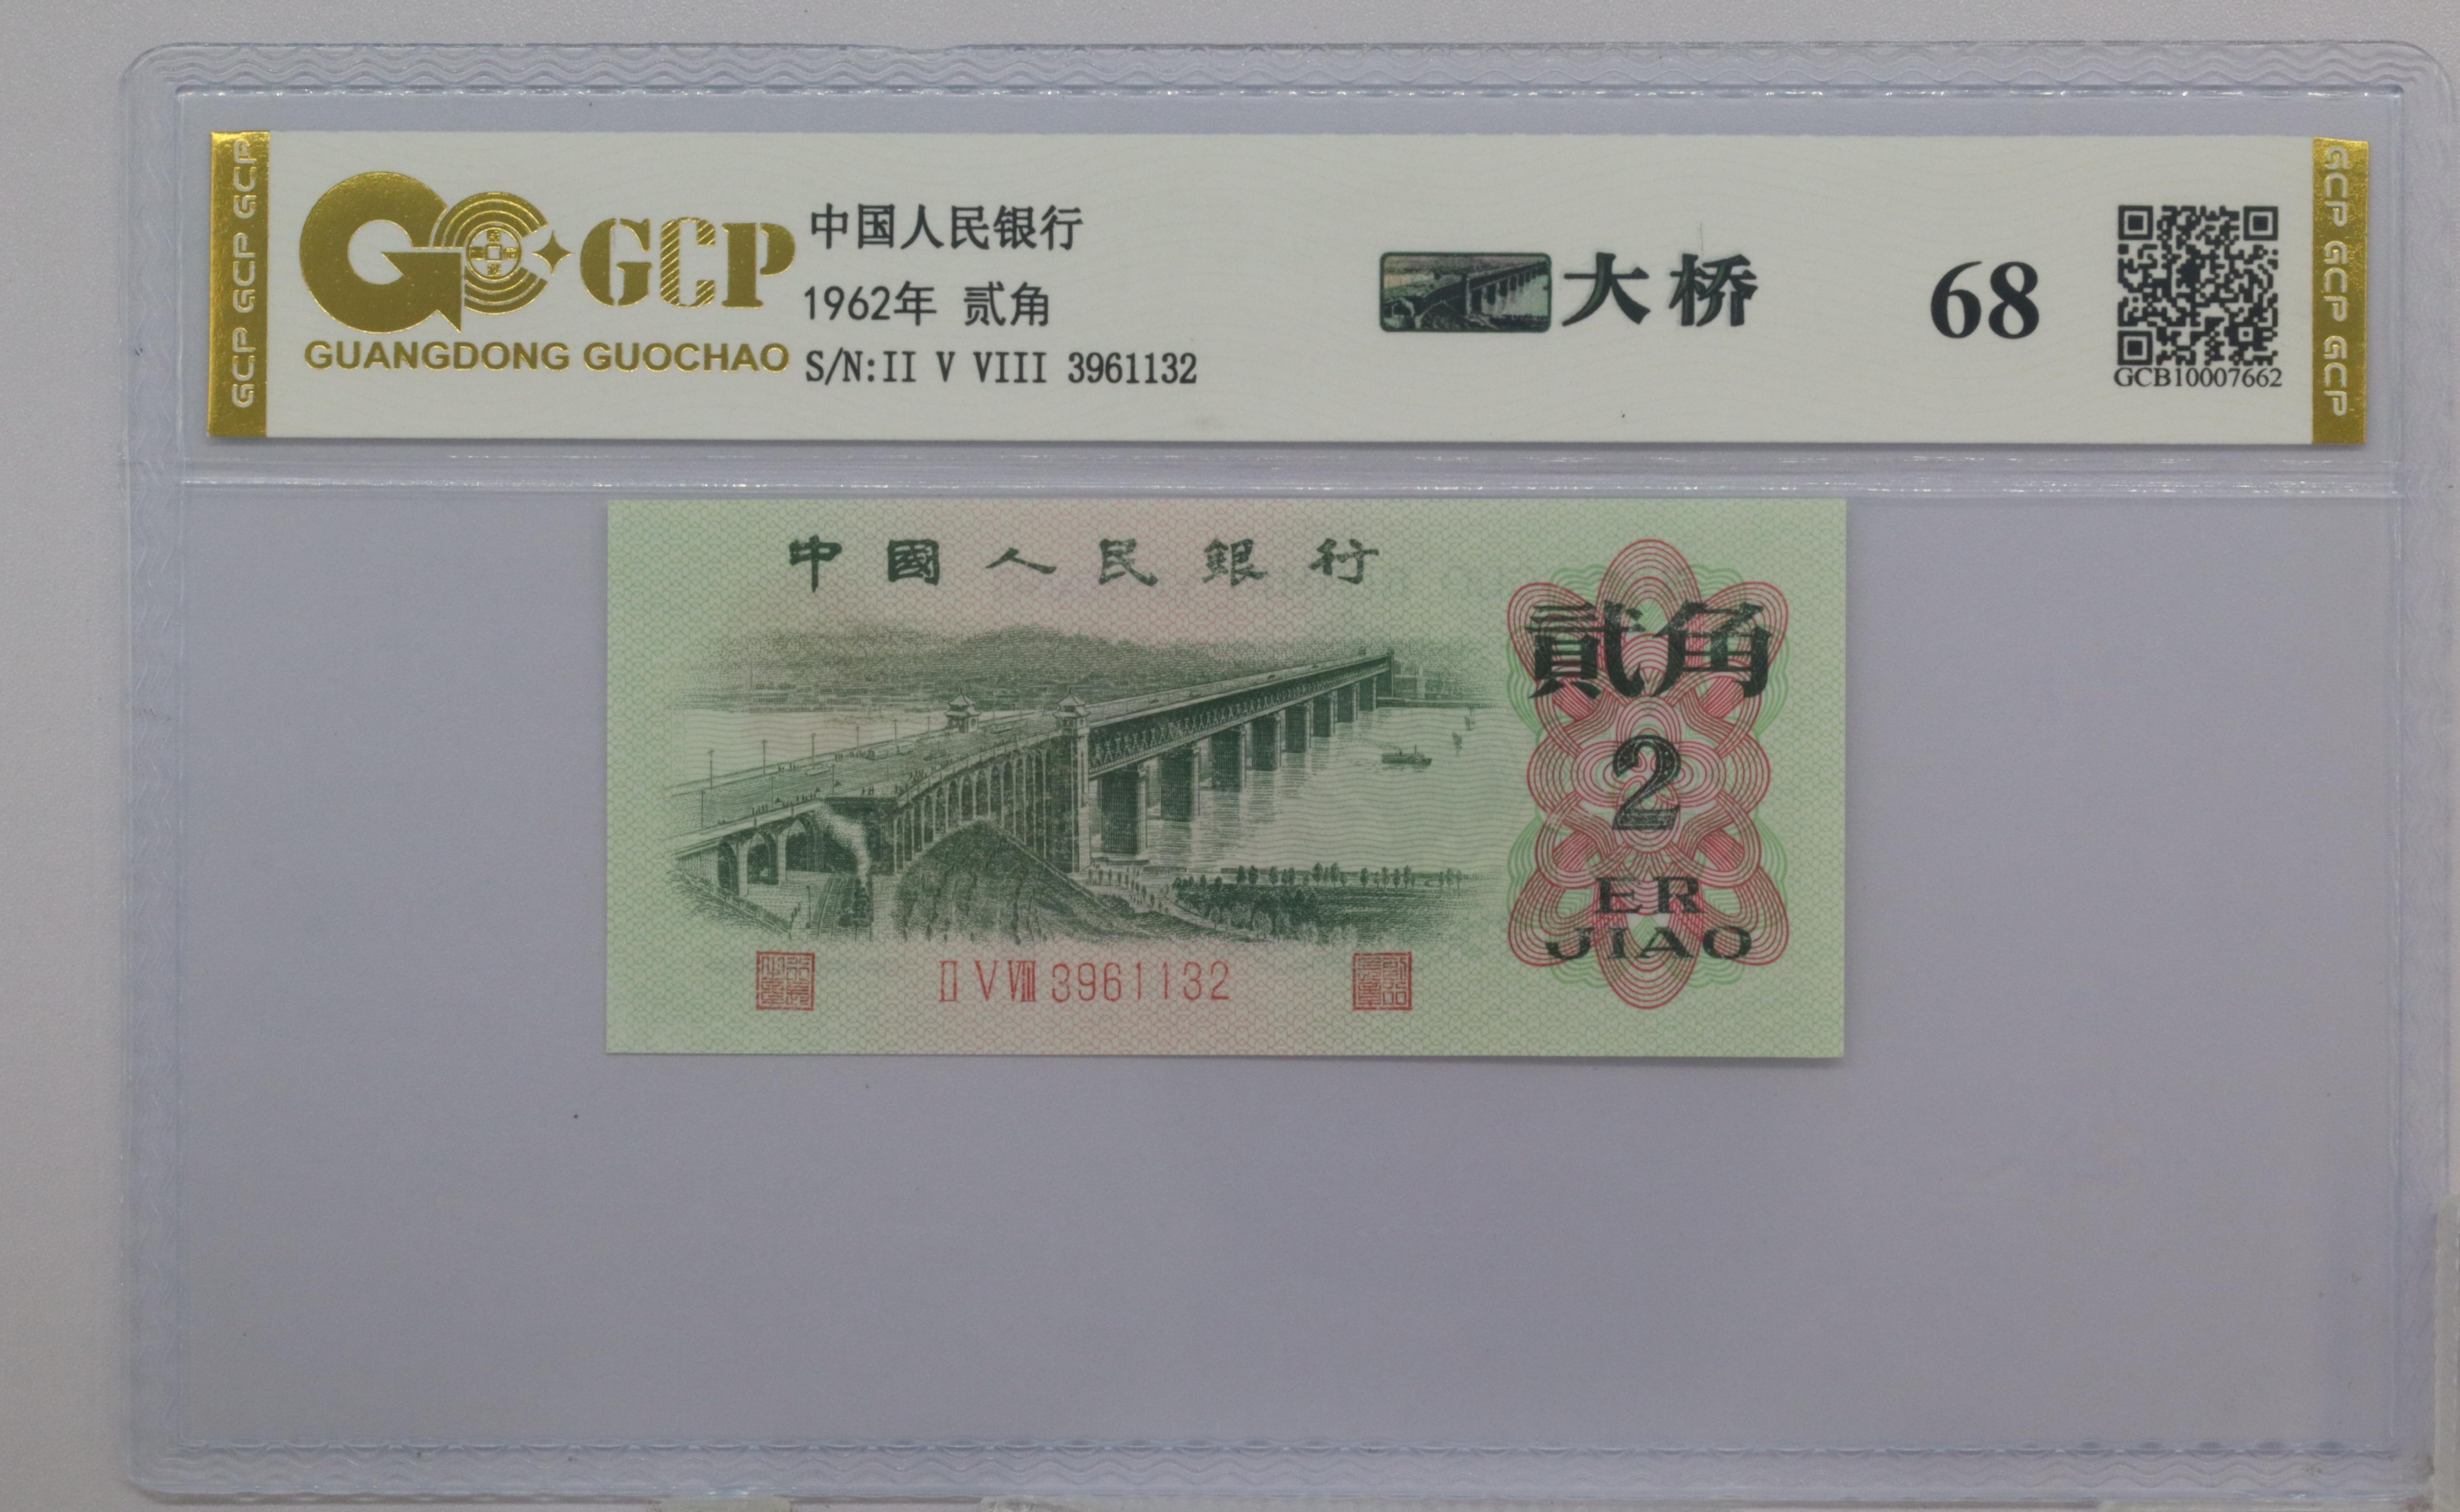 GCP GCP GCP
GCP
GUANGDONG GUOCHAO
中国人民银行
1962年 贰角
S/N:II V VIII 3961132
大桥
68
GCB10007662
GCP GCP GCP GCP
中國人民銀行
貳角
2
ER
JIAO
Ⅱ Ⅴ Ⅷ 3961132